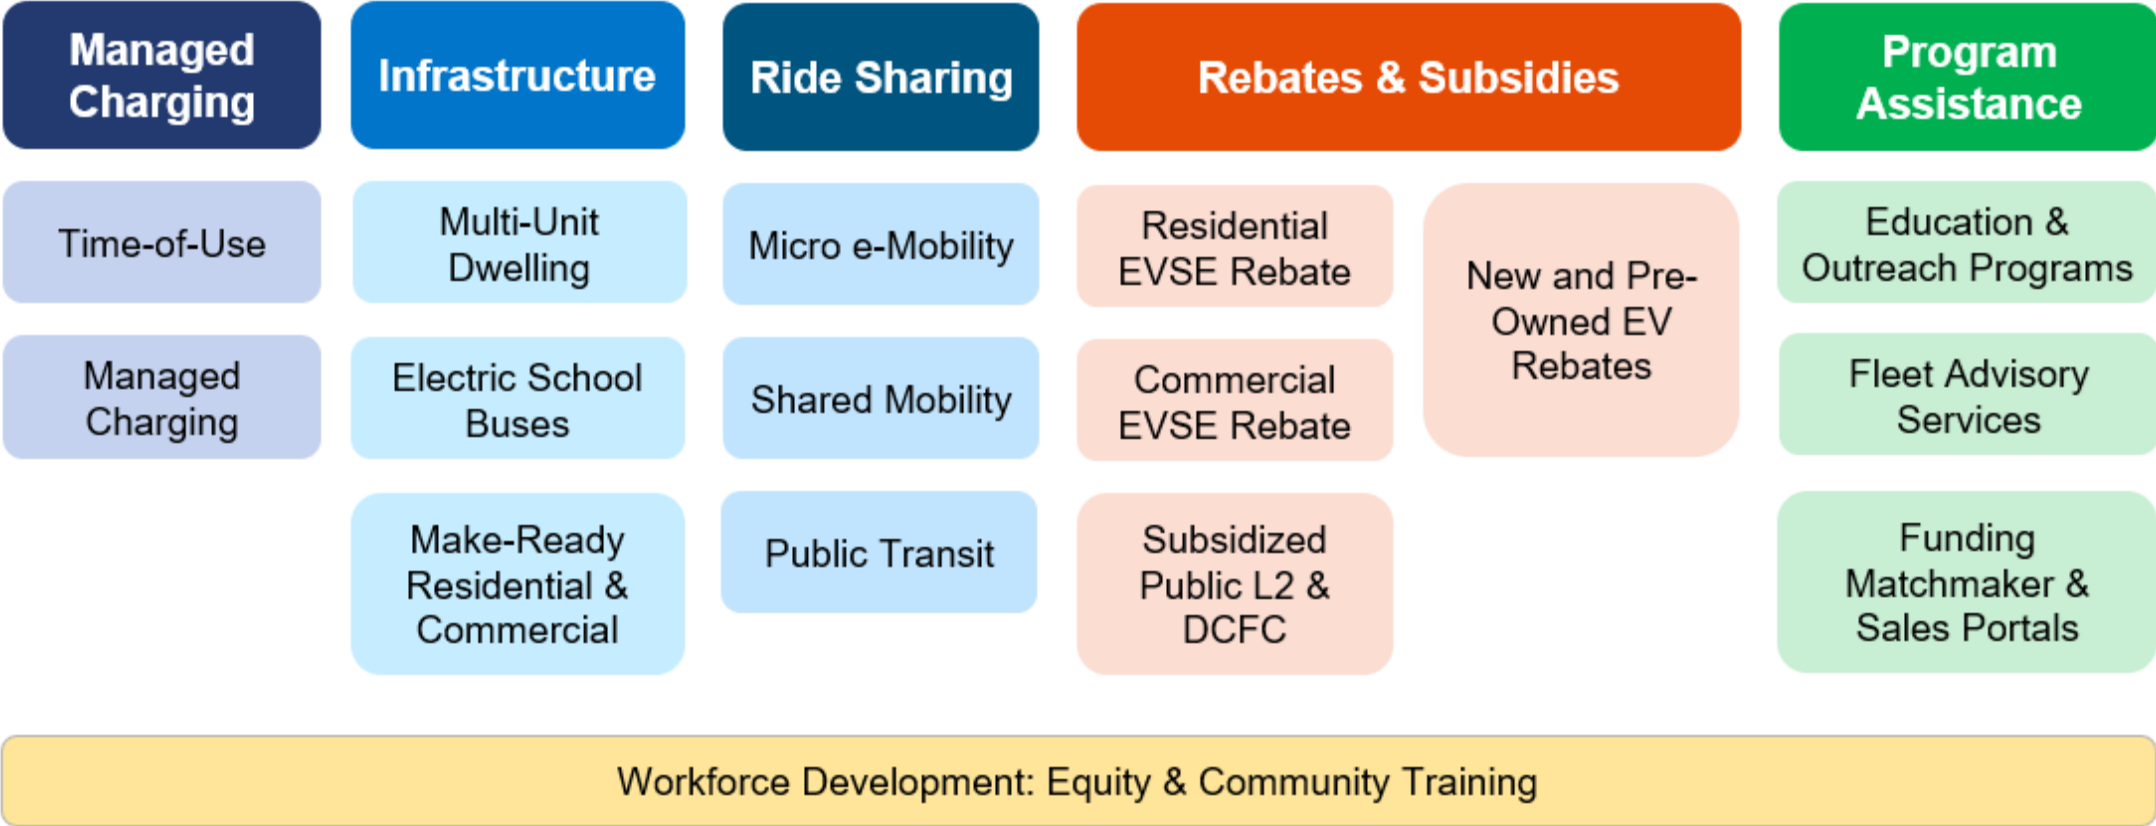 Managed
Charging
Infrastructure
Ride Sharing
Rebates & Subsidies
Program
Assistance
Time-of-Use
Multi-Unit
Dwelling
Micro e-Mobility
Residential
EVSE Rebate
New and Pre-
Owned EV
Rebates
Education &
Outreach Programs
Managed
Charging
Electric School
Buses
Shared Mobility
Commercial
EVSE Rebate
Fleet Advisory
Services
Make-Ready
Residential &
Commercial
Public Transit
Subsidized
Public L2 &
DCFC
Funding
Matchmaker &
Sales Portals
Workforce Development: Equity & Community Training